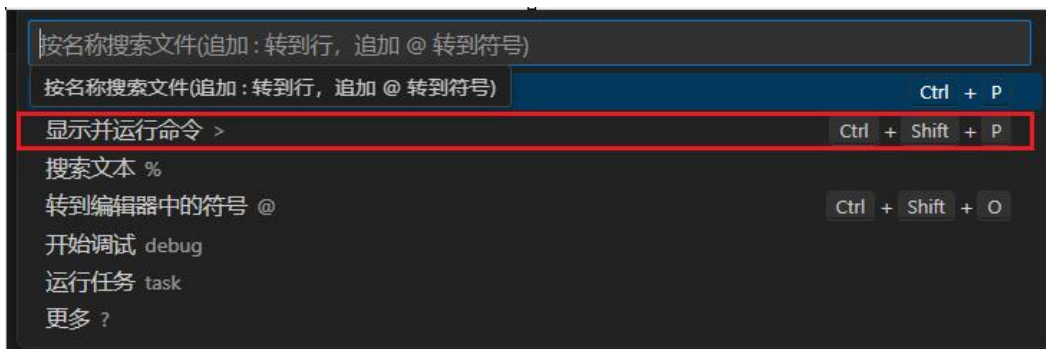 按名称搜索文件(追加 : 转到行，追加 @ 转到符号)
按名称搜索文件(追加 : 转到行，追加 @ 转到符号) Ctrl + P
显示并运行命令 > Ctrl + Shift + P
搜索文本 %
转到编辑器中的符号 @ Ctrl + Shift + O
开始调试 debug
运行任务 task
更多 ?